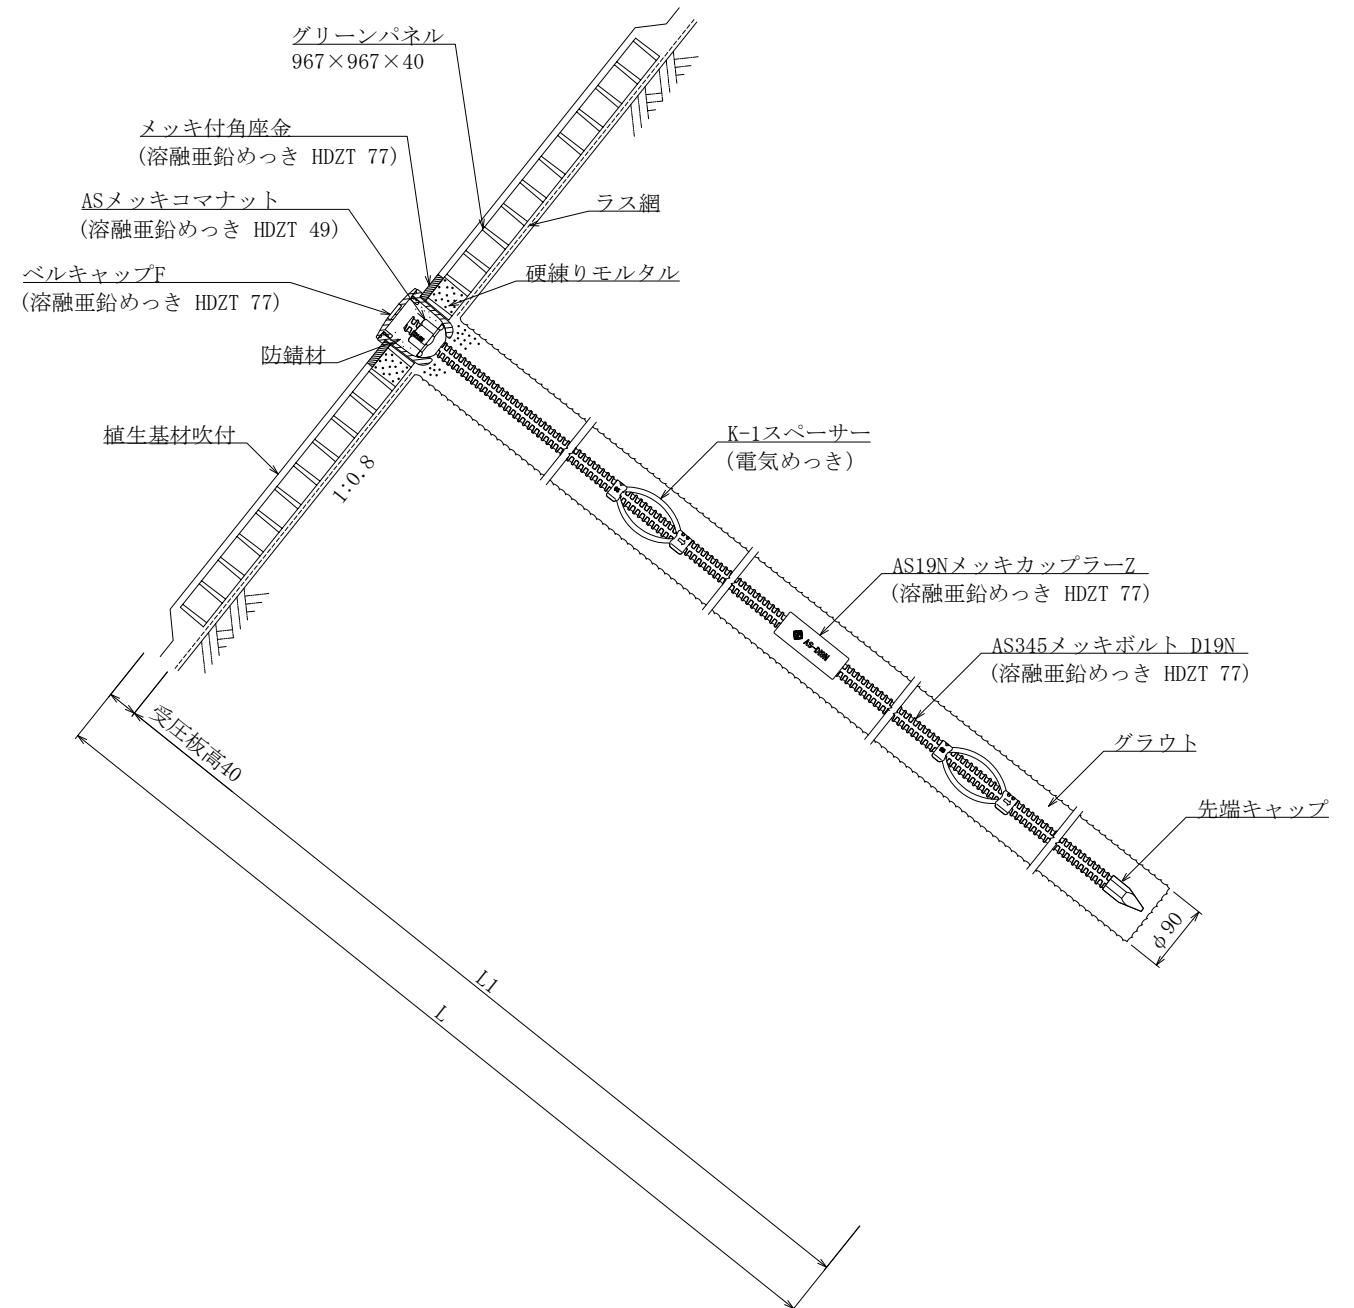 グリーンパネル
967×967×40
メッキ付角座金
(溶融亜鉛めっき HDZT 77)
ASメッキコマナット
(溶融亜鉛めっき HDZT 49)
ラス網
ベルキャップF
(溶融亜鉛めっき HDZT 77)
硬練りモルタル
防錆材
植生基材吹付
1:0.8
K-1スペーサー
(電気めっき)
AS19NメッキカップラーZ
(溶融亜鉛めっき HDZT 77)
AS345メッキボルト D19N
(溶融亜鉛めっき HDZT 77)
グラウト
先端キャップ
受圧板高40
φ90
L1
L